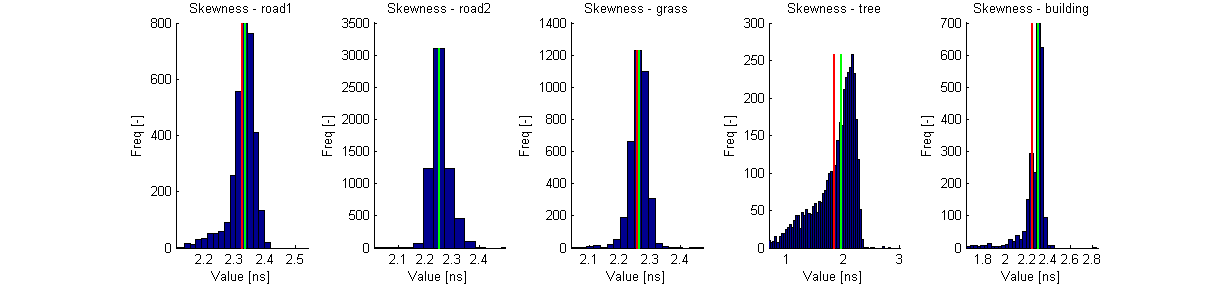 Skewness - road1
800
600
400
200
0
2.2 2.3 2.4 2.5
Freq [-]
Value [ns]
Skewness - road2
3500
3000
2500
2000
1500
1000
500
0
2.1 2.2 2.3 2.4
Freq [-]
Value [ns]
Skewness - grass
1400
1200
1000
800
600
400
200
0
2.1 2.2 2.3 2.4
Freq [-]
Value [ns]
Skewness - tree
300
250
200
150
100
50
0
1 2 3
Freq [-]
Value [ns]
Skewness - building
700
600
500
400
300
200
100
0
1.8 2 2.2 2.4 2.6 2.8
Freq [-]
Value [ns]